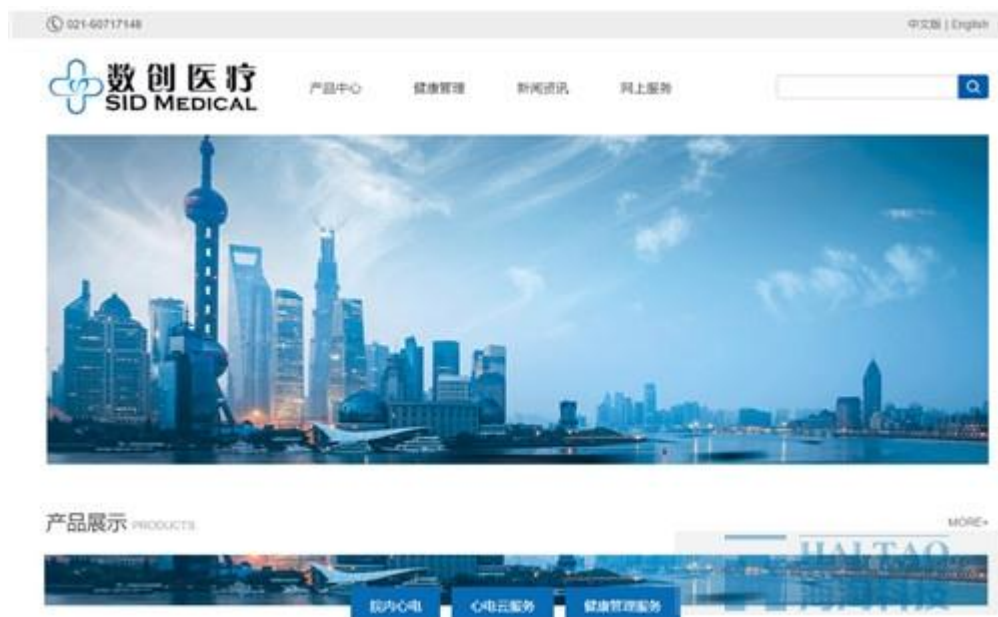 021-60717148
中文版 | English
数创医疗
SID MEDICAL
产品中心
健康管理
新闻资讯
网上服务
产品展示 PRODUCTS
MORE+
HAITAO
院内心电
心电云服务
健康管理服务